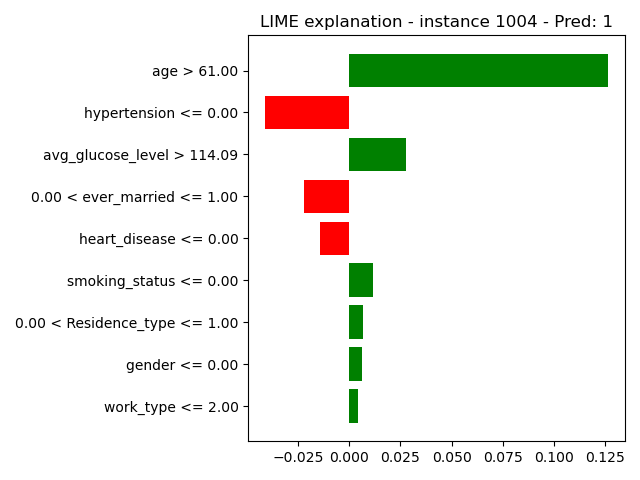 LIME explanation - instance 1004 - Pred: 1
age > 61.00
hypertension <= 0.00
avg_glucose_level > 114.09
0.00 < ever_married <= 1.00
heart_disease <= 0.00
smoking_status <= 0.00
0.00 < Residence_type <= 1.00
gender <= 0.00
work_type <= 2.00
−0.025 0.000 0.025 0.050 0.075 0.100 0.125